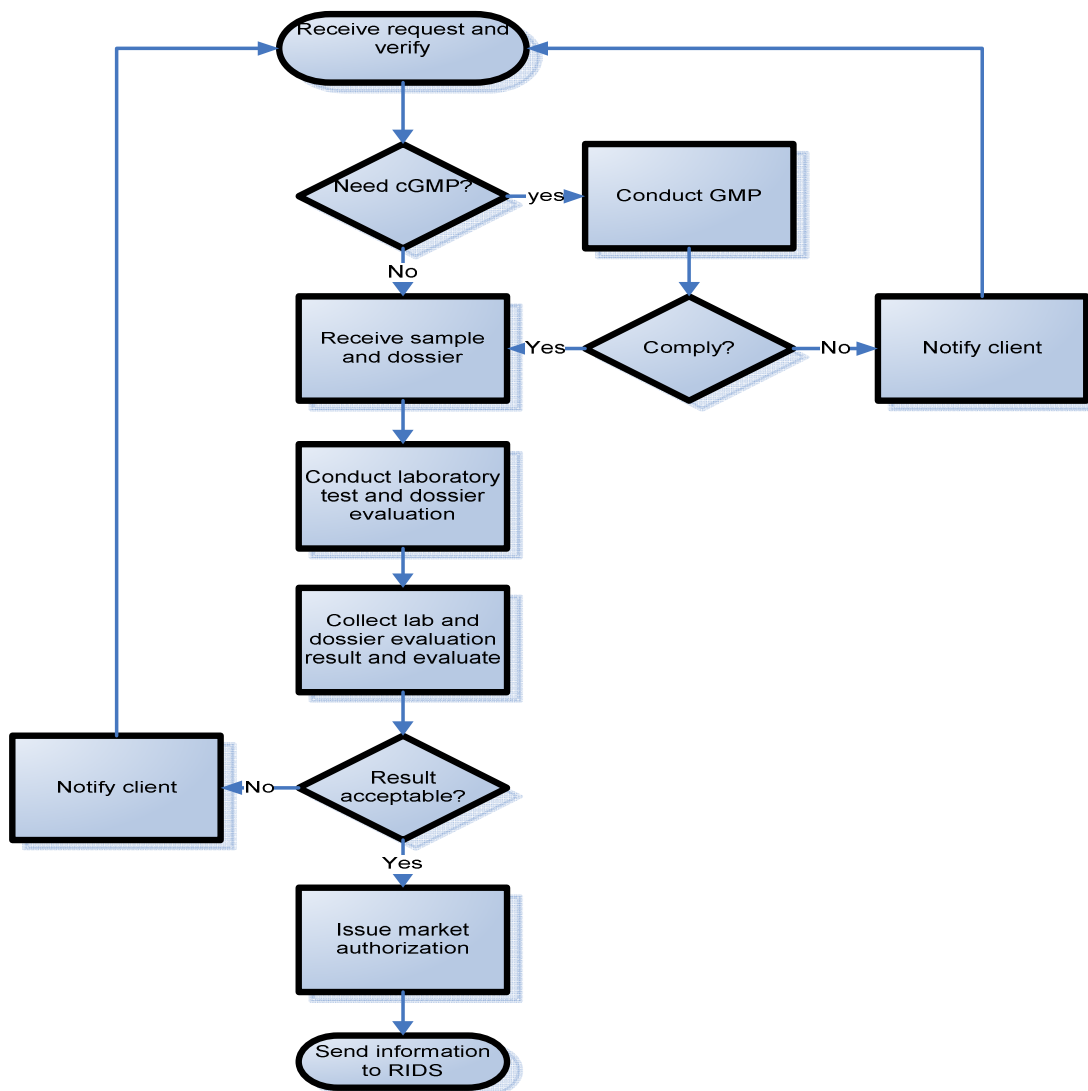 Receive request and
verify
Need cGMP?
yes
Conduct GMP
No
Receive sample
and dossier
Yes
Comply?
No
Notify client
Conduct laboratory
test and dossier
evaluation
Collect lab and
dossier evaluation
result and evaluate
Notify client
No
Result
acceptable?
Yes
Issue market
authorization
Send information
to RIDS